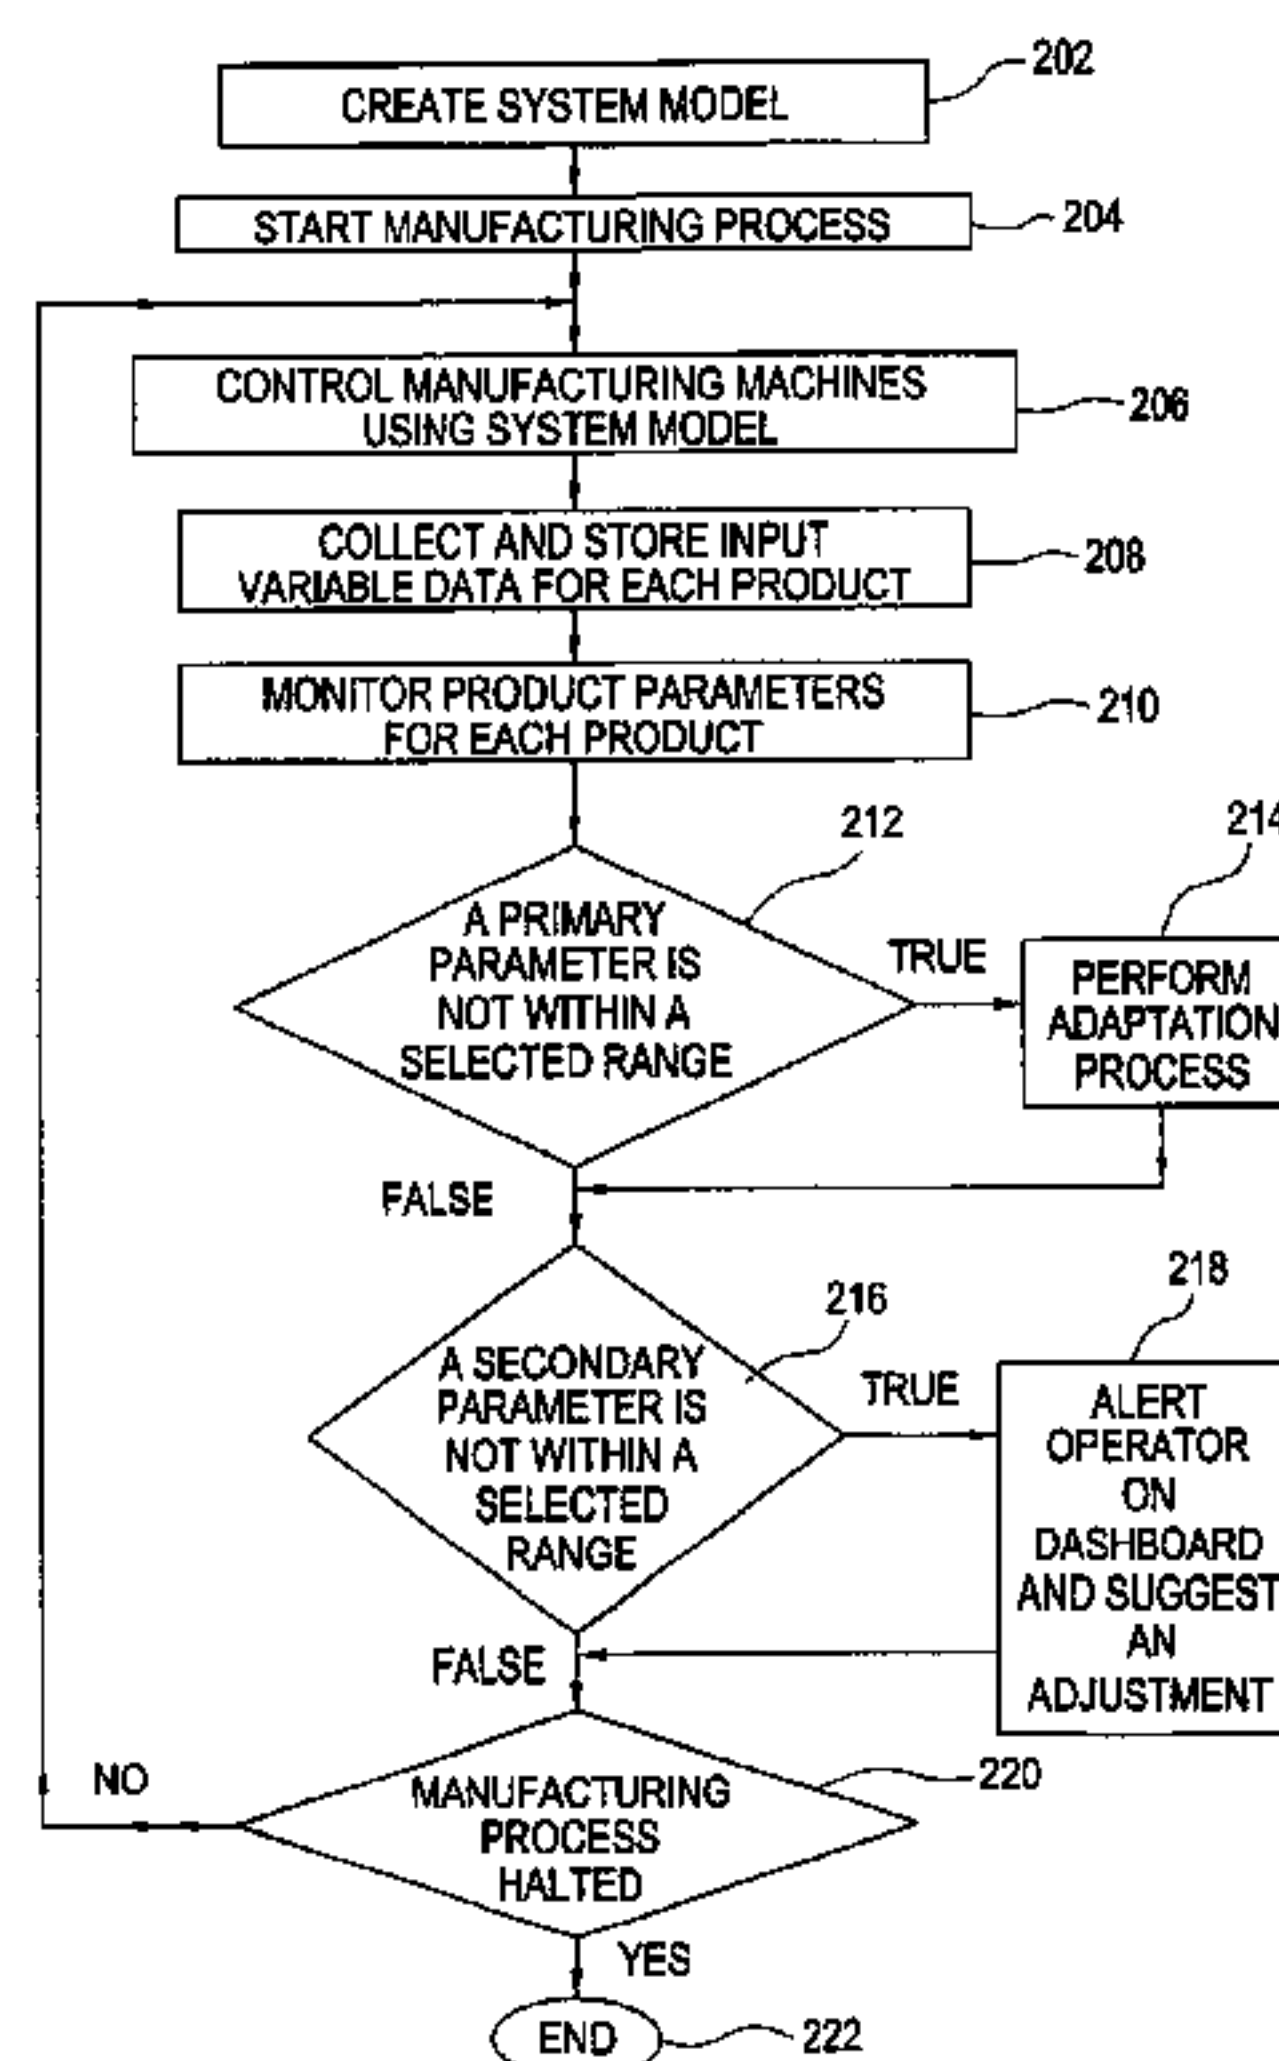 202
CREATE SYSTEM MODEL
204
START MANUFACTURING PROCESS
CONTROL MANUFACTURING MACHINES
USING SYSTEM MODEL
206
COLLECT AND STORE INPUT
VARIABLE DATA FOR EACH PRODUCT
208
MONITOR PRODUCT PARAMETERS
FOR EACH PRODUCT
210
212
214
A PRIMARY
PARAMETER IS
NOT WITHIN A
SELECTED RANGE
TRUE
PERFORM
ADAPTATION
PROCESS
FALSE
216
218
A SECONDARY
PARAMETER IS
NOT WITHIN A
SELECTED
RANGE
TRUE
ALERT
OPERATOR
ON
DASHBOARD
AND SUGGEST
AN
ADJUSTMENT
FALSE
NO
MANUFACTURING
PROCESS
HALTED
220
YES
END
222